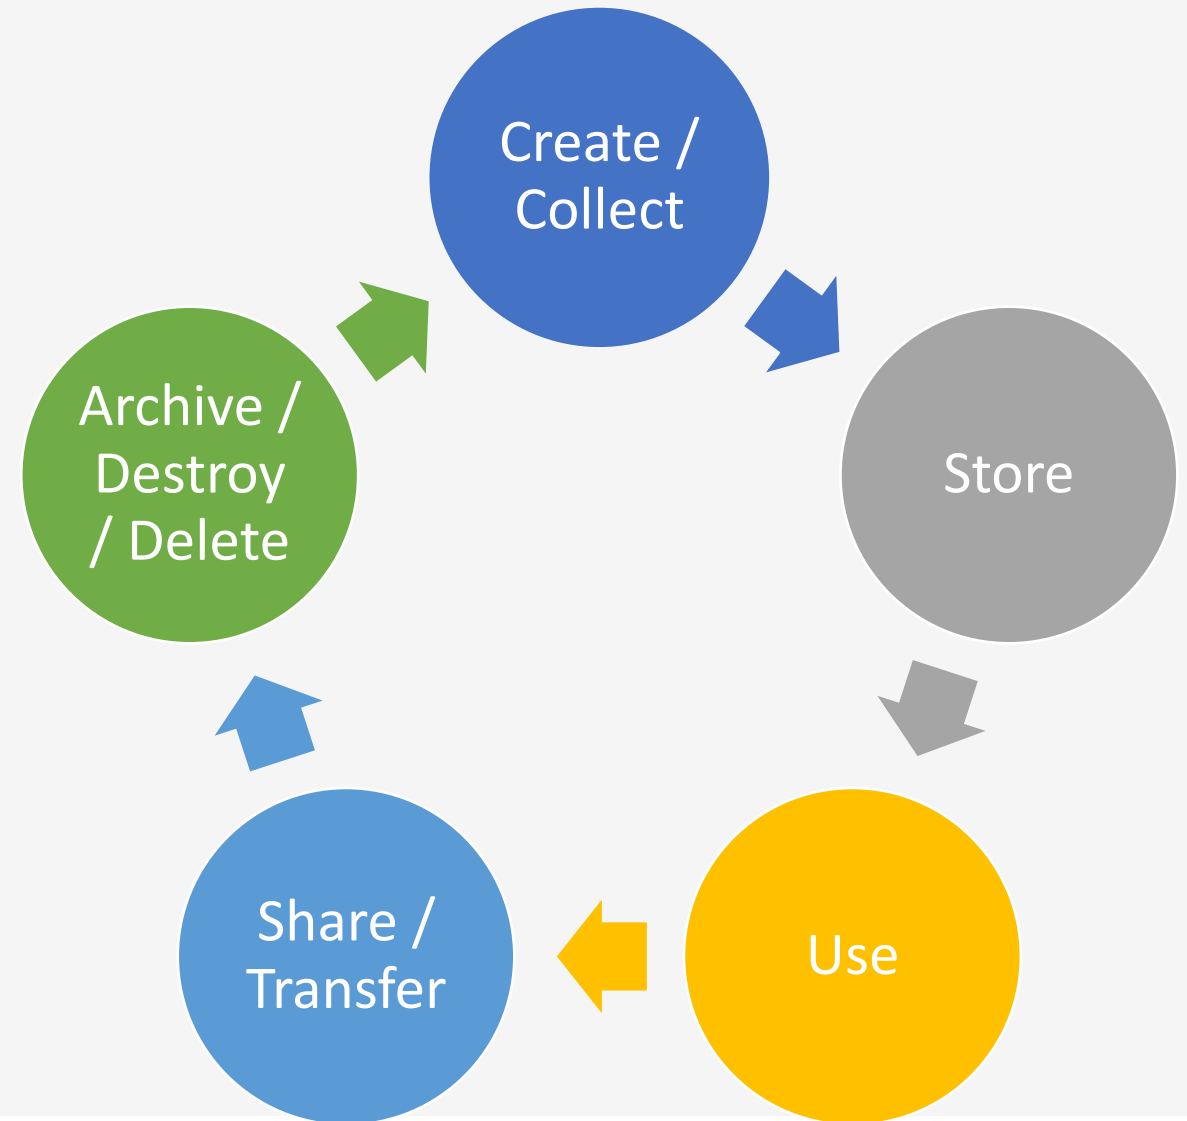 Create /
Collect
Store
Use
Share /
Transfer
Archive /
Destroy
/ Delete